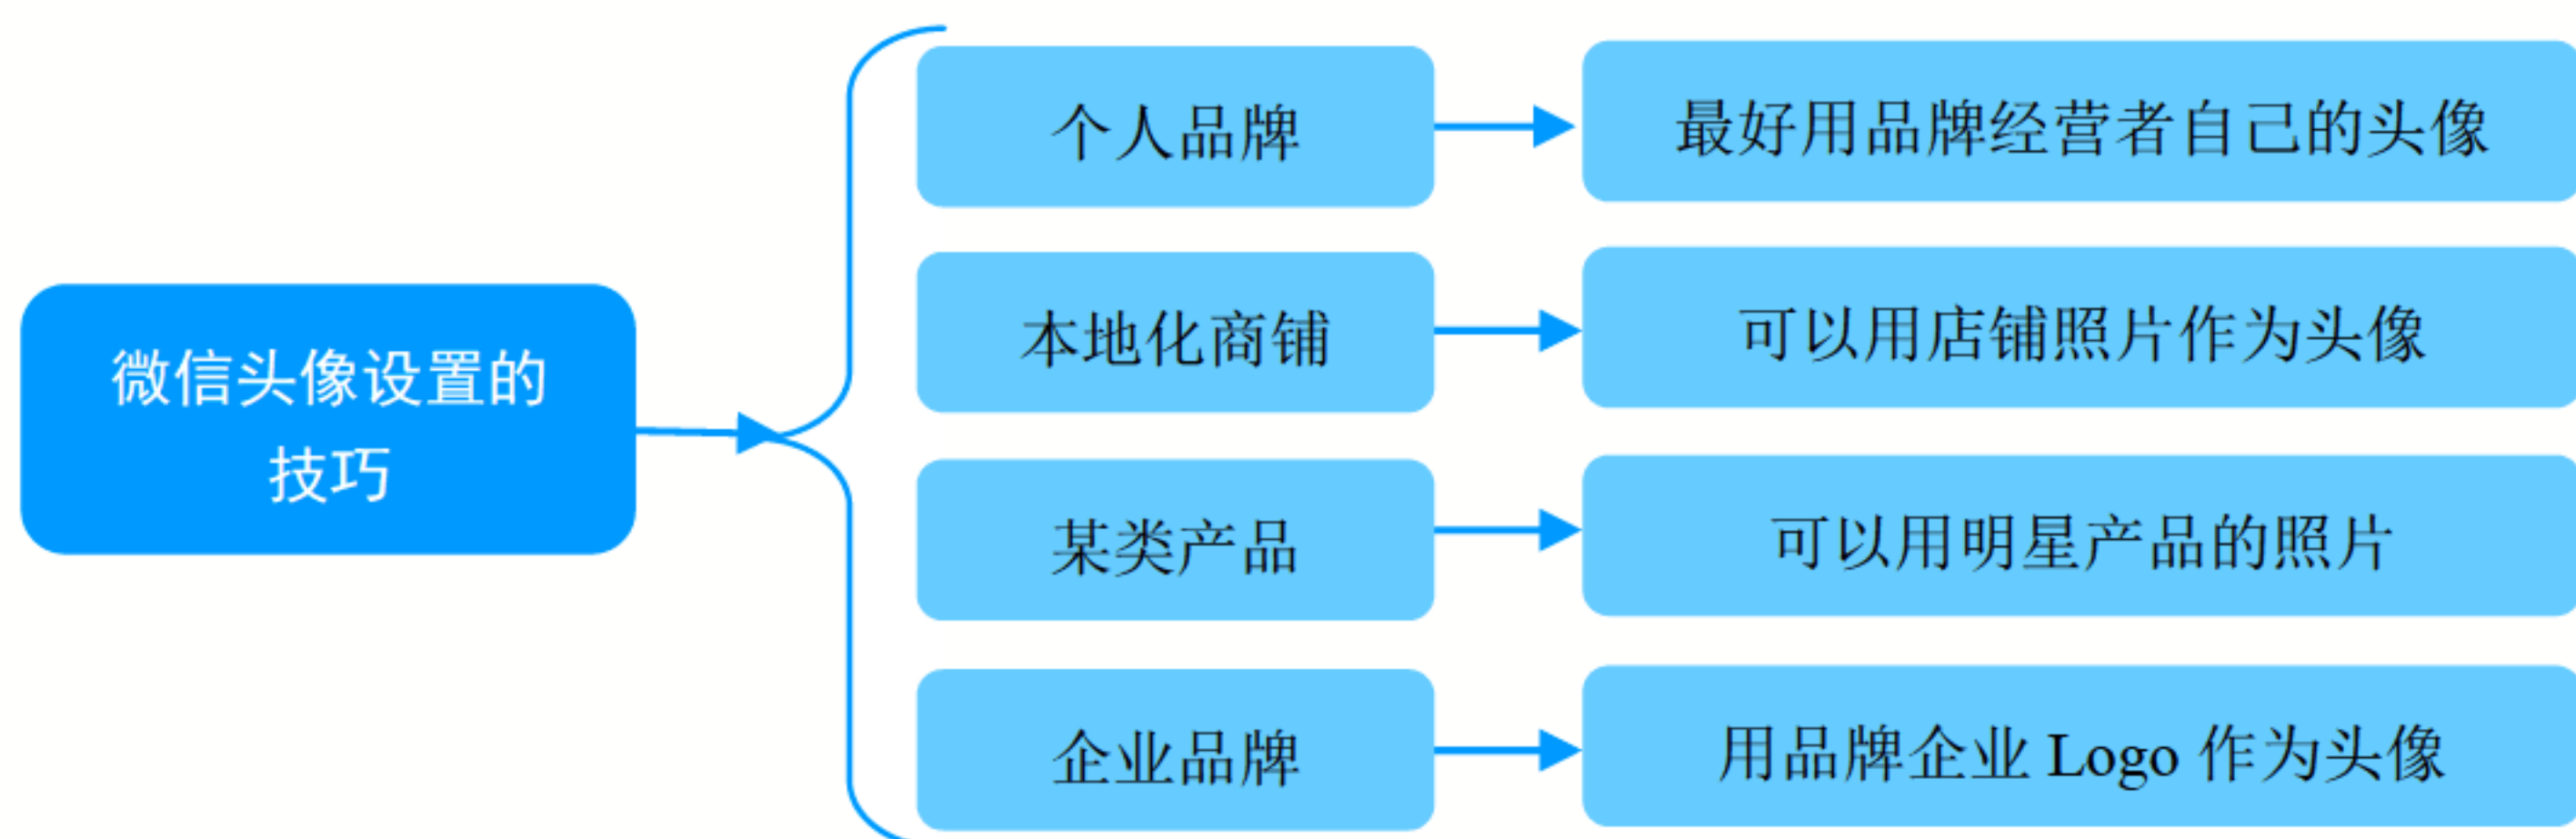 微信头像设置的
技巧
个人品牌
最好用品牌经营者自己的头像
本地化商铺
可以用店铺照片作为头像
某类产品
可以用明星产品的照片
企业品牌
用品牌企业 Logo 作为头像